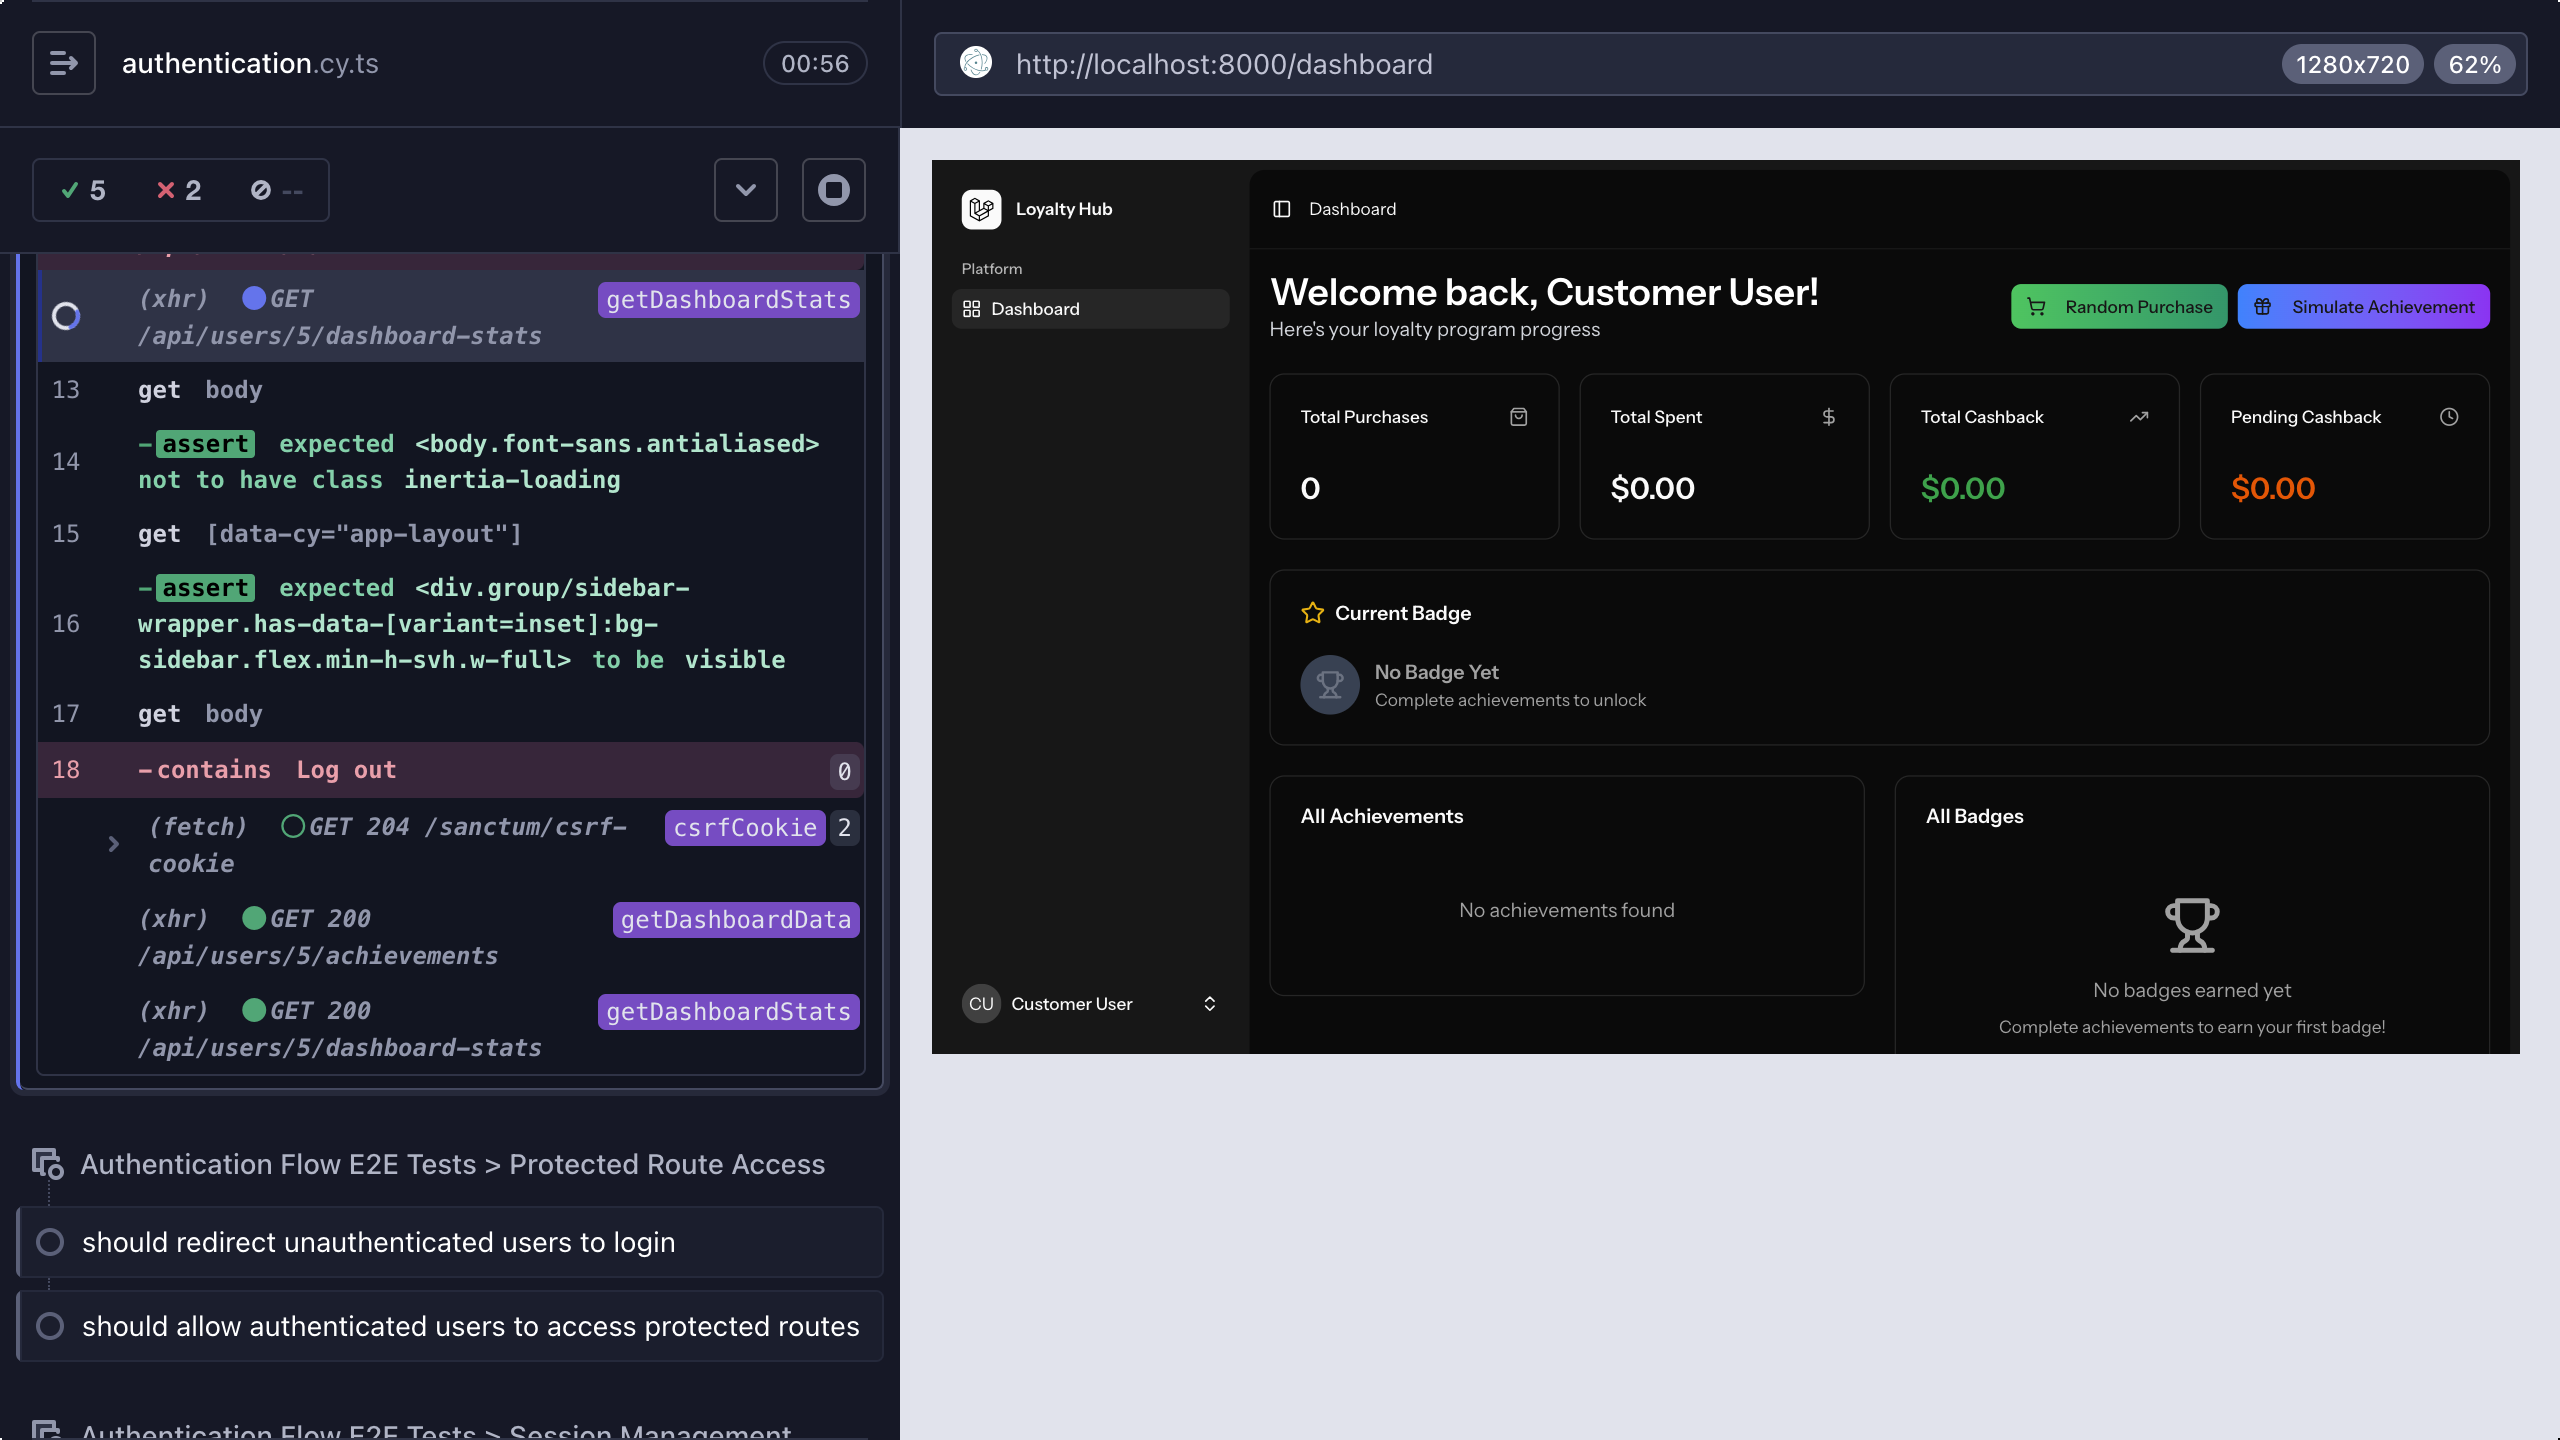 authentication.cy.ts
00:56
5
2
--
(xhr) GET getDashboardStats
/api/users/5/dashboard-stats
13 get body
14 -assert expected <body.font-sans.antialiased>
not to have class inertia-loading
15 get [data-cy="app-layout"]
-assert expected <div.group/sidebar-
16 wrapper.has-data-[variant=inset]:bg-
sidebar.flex.min-h-svh.w-full> to be visible
17 get body
18 -contains Log out 0
(fetch) GET 204 /sanctum/csrf- csrfCookie 2
cookie
(xhr) GET 200 getDashboardData
/api/users/5/achievements
(xhr) GET 200 getDashboardStats
/api/users/5/dashboard-stats
Authentication Flow E2E Tests > Protected Route Access
should redirect unauthenticated users to login
should allow authenticated users to access protected routes
Authentication Flow E2E Tests > Session Management
http://localhost:8000/dashboard
1280x720 62%
Loyalty Hub
Platform
Dashboard
CU Customer User
Dashboard
Welcome back, Customer User!
Here's your loyalty program progress
Random Purchase
Simulate Achievement
Total Purchases
0
Total Spent
$0.00
Total Cashback
$0.00
Pending Cashback
$0.00
Current Badge
No Badge Yet
Complete achievements to unlock
All Achievements
No achievements found
All Badges
No badges earned yet
Complete achievements to earn your first badge!